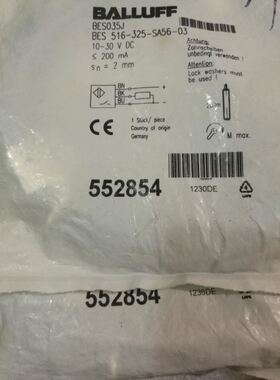 BALLUFF
BES035J
BES 516-325-SA56-03
10-30 V DC
≤ 200 mA
sn = 2 mm
Achtung:
Zahnscheiben
unbedingt verwenden !
Attention:
Lock washers must
be used.
BN
BK
BU
1 Stück/ piece
Country of origin
Germany
M max.
552854
1230DE
552854
1236DE